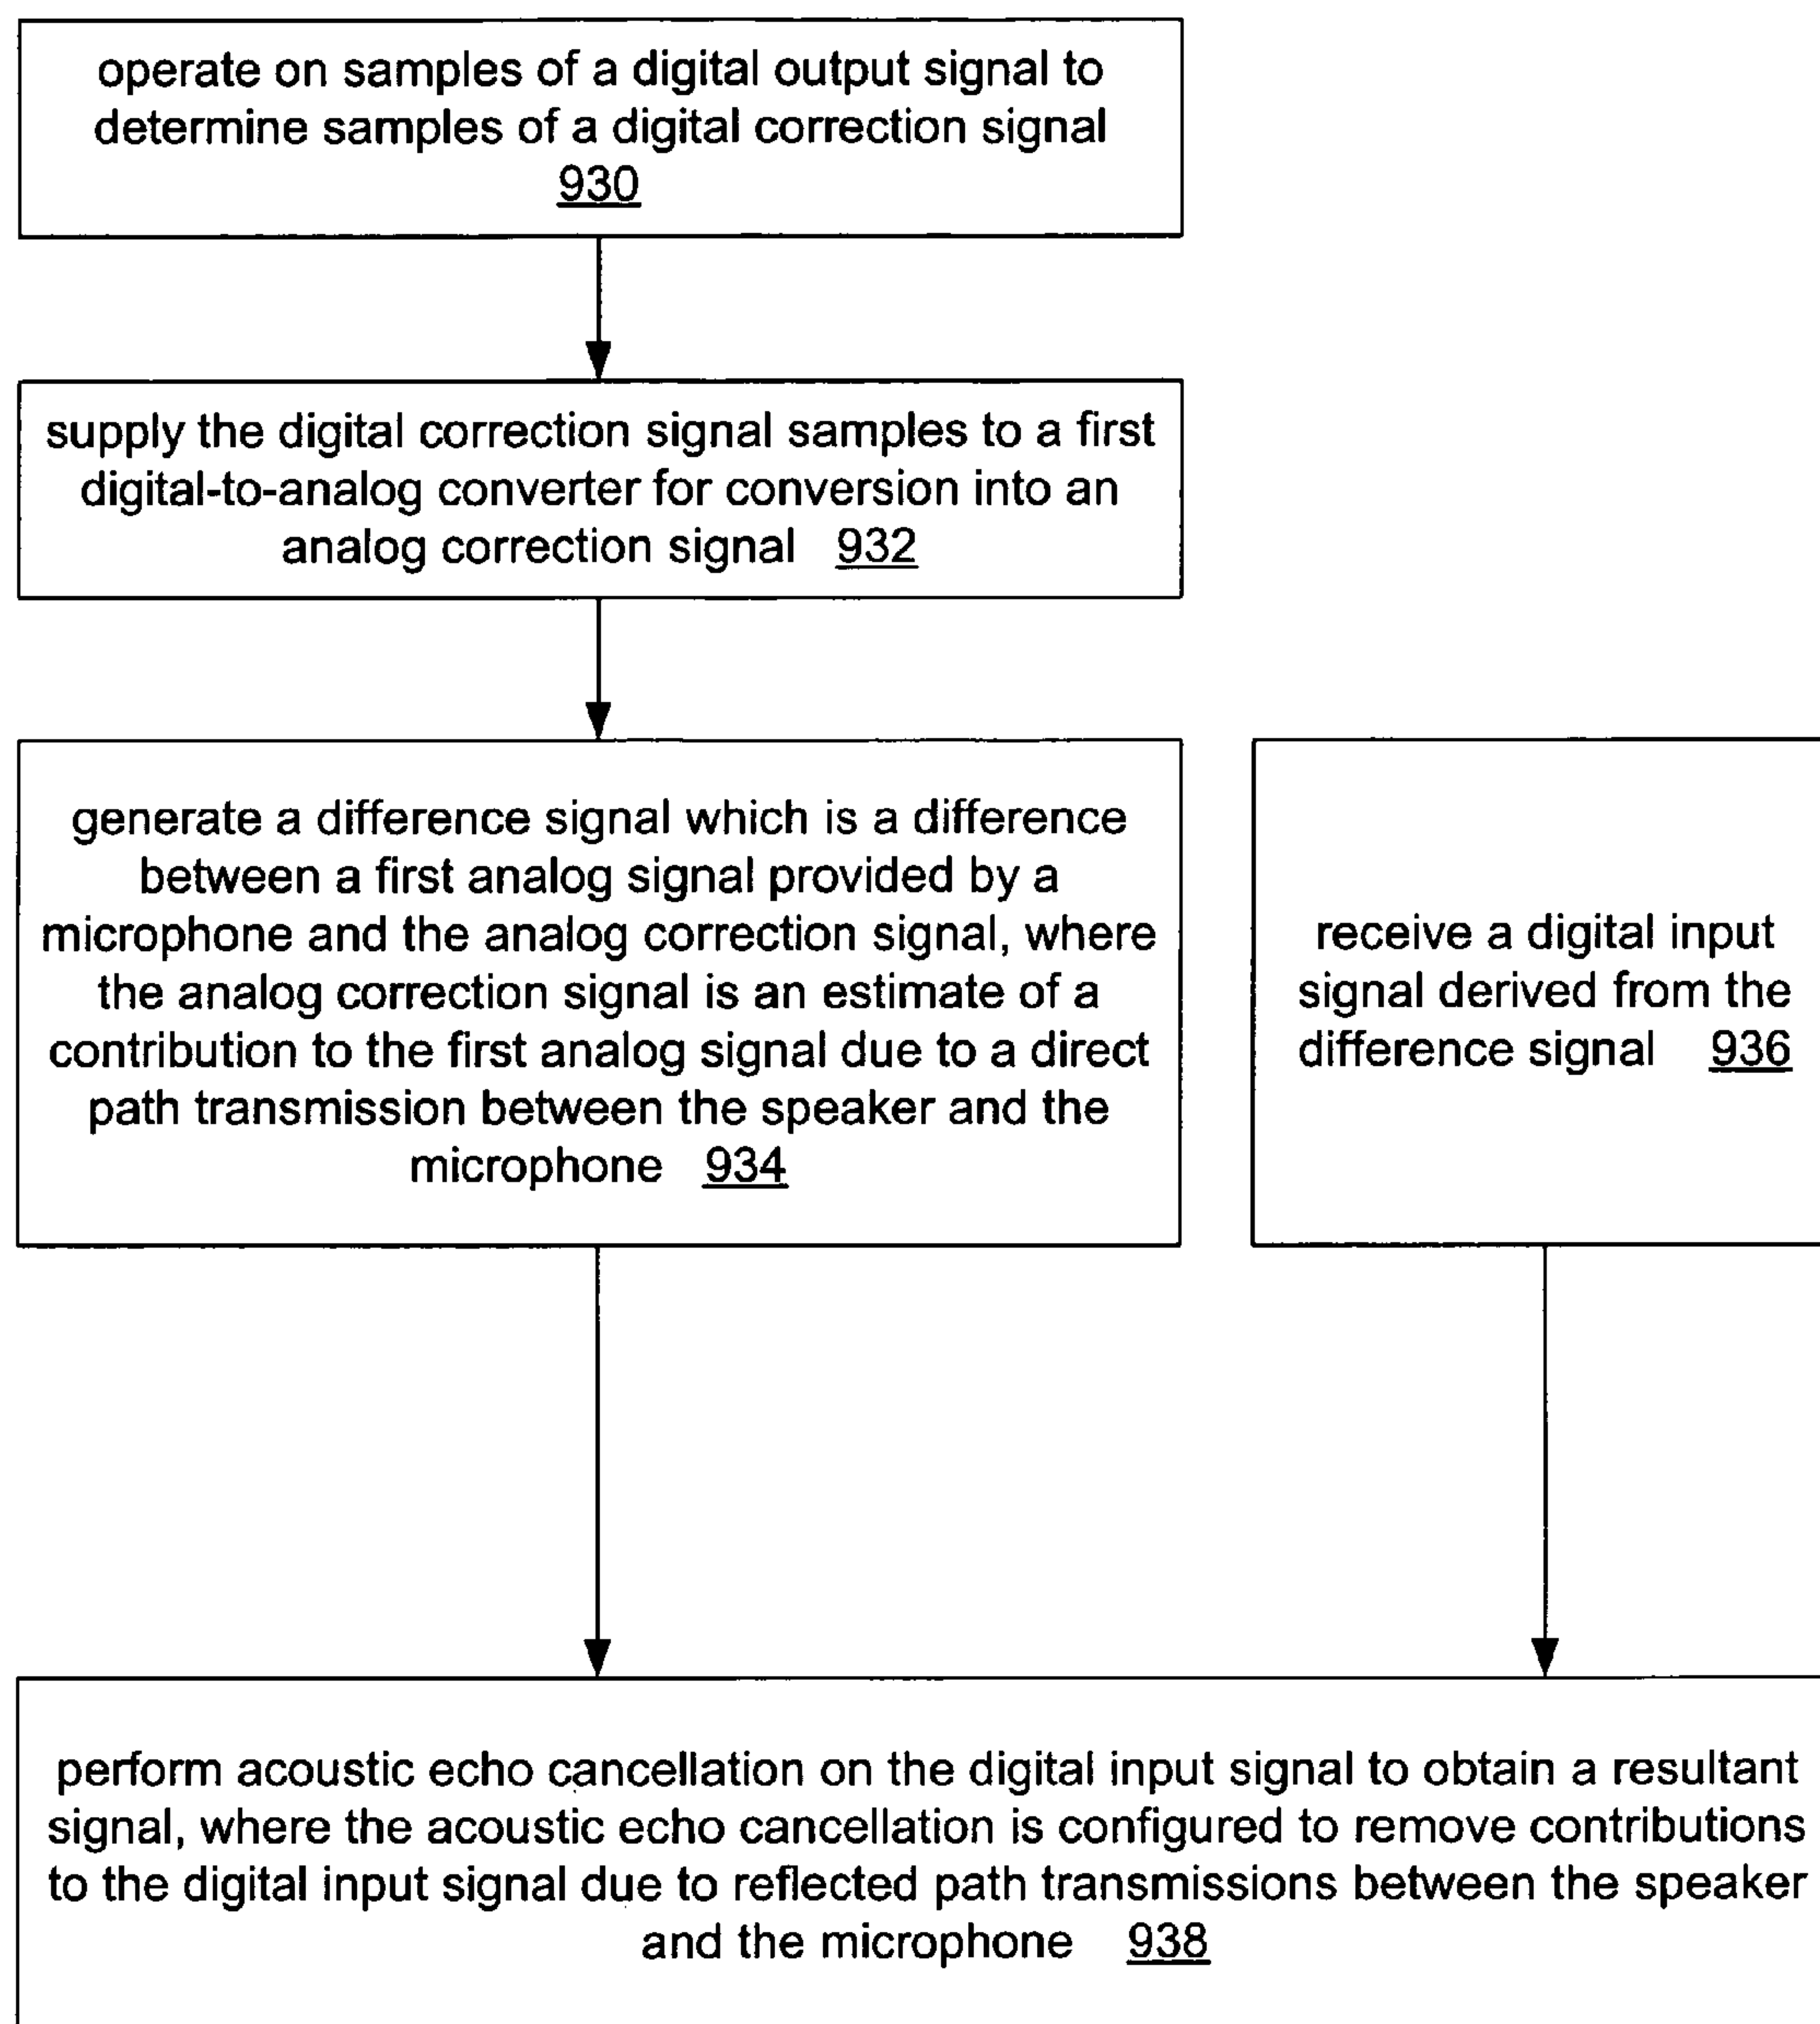 operate on samples of a digital output signal to
determine samples of a digital correction signal
930
supply the digital correction signal samples to a first
digital-to-analog converter for conversion into an
analog correction signal 932
generate a difference signal which is a difference
between a first analog signal provided by a
microphone and the analog correction signal, where
the analog correction signal is an estimate of a
contribution to the first analog signal due to a direct
path transmission between the speaker and the
microphone 934
receive a digital input
signal derived from the
difference signal 936
perform acoustic echo cancellation on the digital input signal to obtain a resultant
signal, where the acoustic echo cancellation is configured to remove contributions
to the digital input signal due to reflected path transmissions between the speaker
and the microphone 938